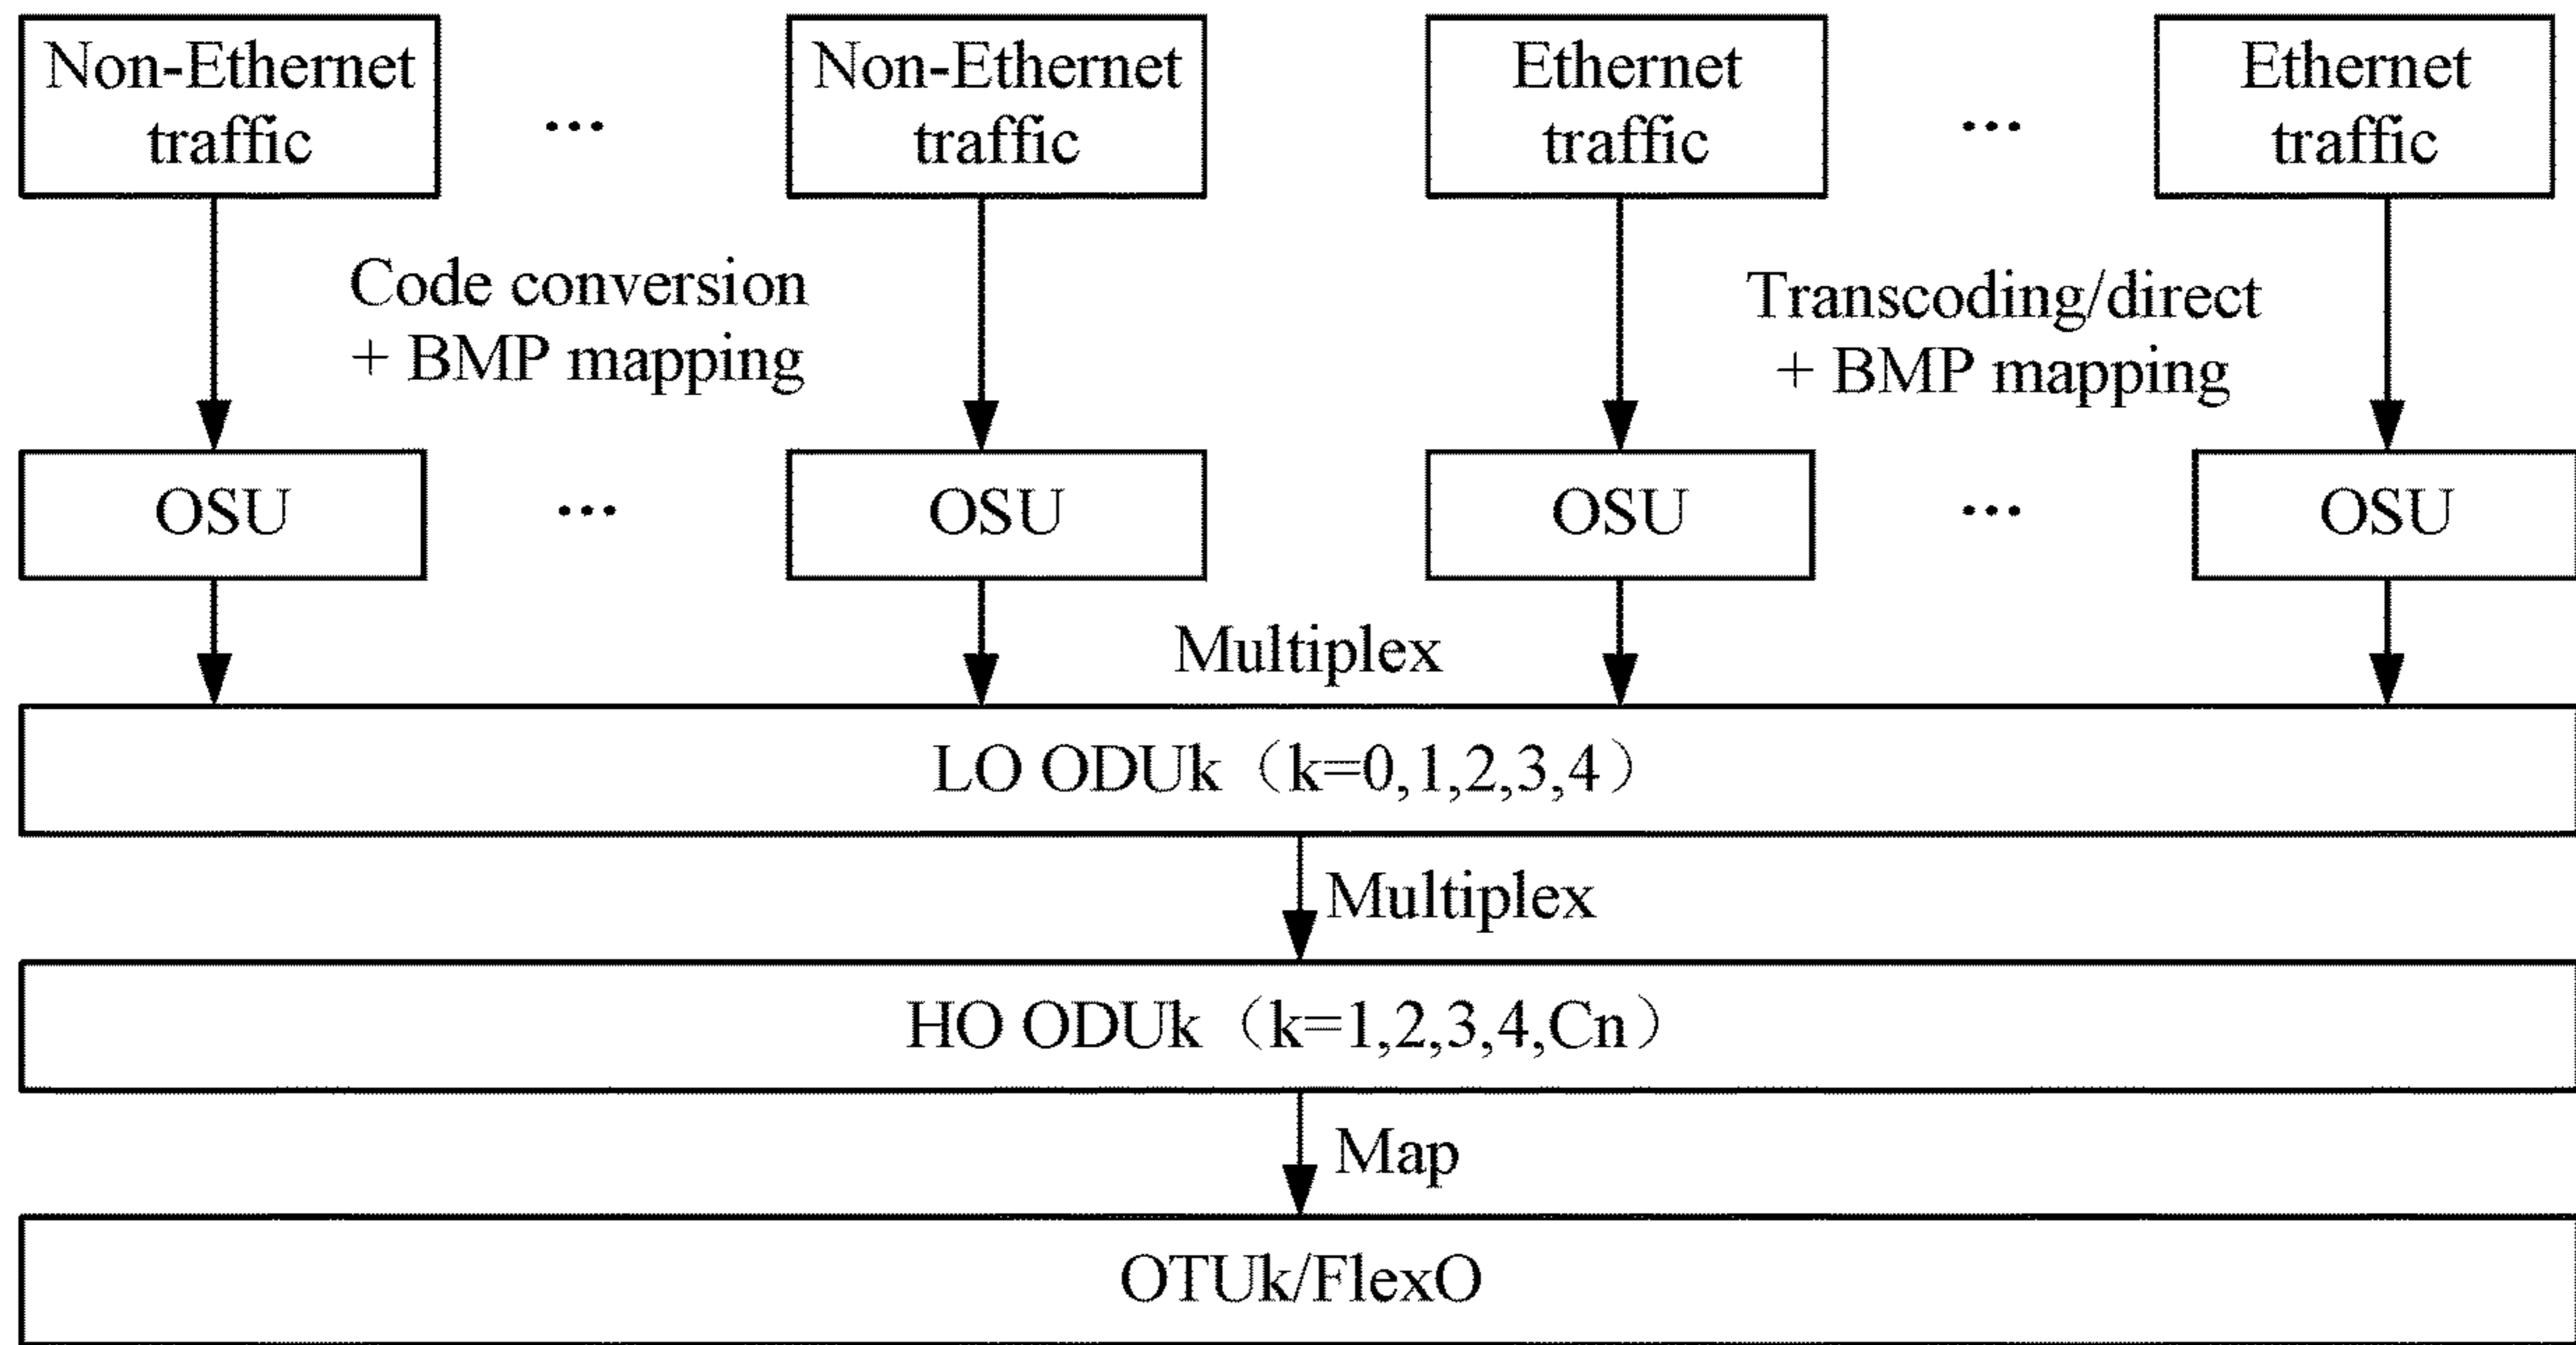 Non-Ethernet
traffic
...
Non-Ethernet
traffic
Ethernet
traffic
...
Ethernet
traffic
Code conversion
+ BMP mapping
Transcoding/direct
+ BMP mapping
OSU
...
OSU
OSU
...
OSU
Multiplex
LO ODUk（k=0,1,2,3,4）
Multiplex
HO ODUk（k=1,2,3,4,Cn）
Map
OTUk/FlexO